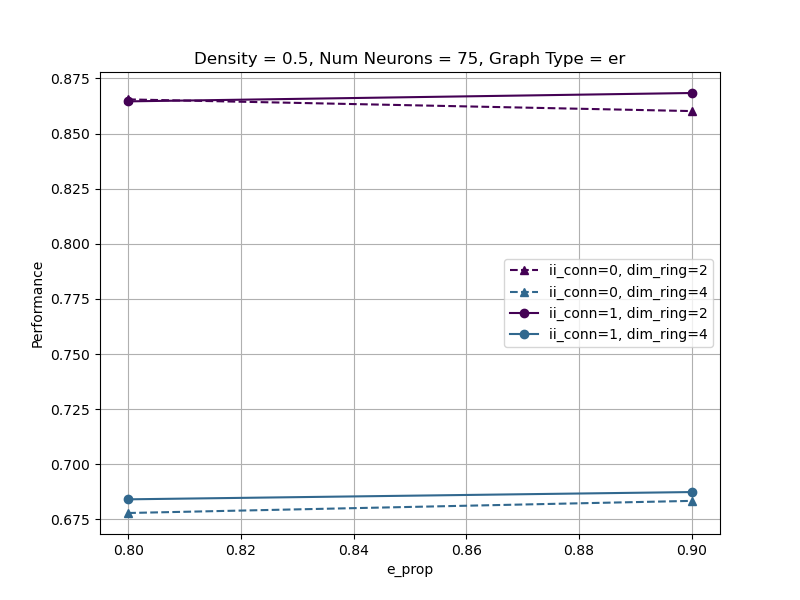 Density = 0.5, Num Neurons = 75, Graph Type = er
0.875
0.850
0.825
0.800
0.775
0.750
0.725
0.700
0.675
Performance
ii_conn=0, dim_ring=2
ii_conn=0, dim_ring=4
ii_conn=1, dim_ring=2
ii_conn=1, dim_ring=4
0.80 0.82 0.84 0.86 0.88 0.90
e_prop